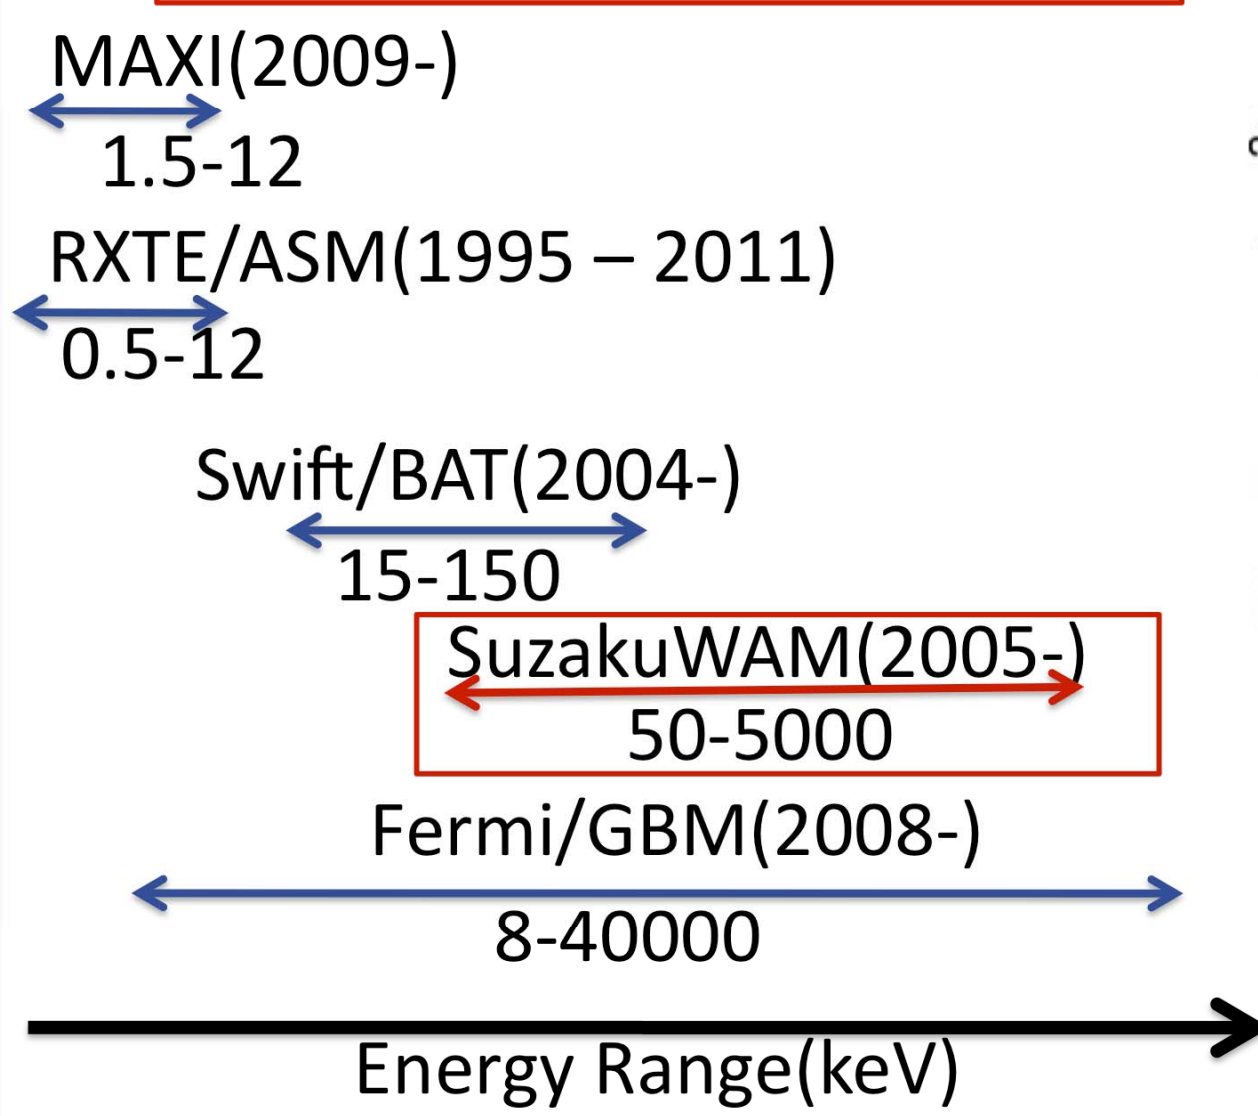 MAXI(2009-)
1.5-12
RXTE/ASM(1995 – 2011)
0.5-12
Swift/BAT(2004-)
15-150
SuzakuWAM(2005-)
50-5000
Fermi/GBM(2008-)
8-40000
Energy Range(keV)